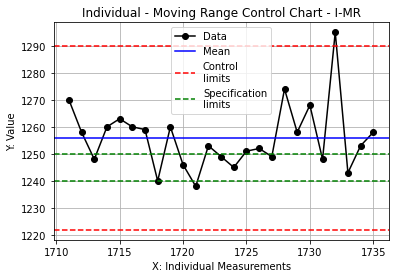 Individual - Moving Range Control Chart - I-MR
Data
Mean
Control
limits
Specification
limits
Y: Value
1290
1280
1270
1260
1250
1240
1230
1220
1710
1715
1720
1725
1730
1735
X: Individual Measurements